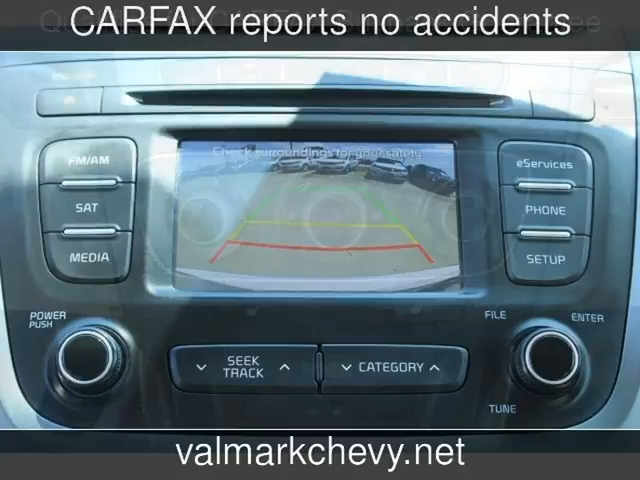 CARFAX reports no accidents
Check surroundings for your safety
FM/AM
SAT
MEDIA
eServices
PHONE
SETUP
POWER
PUSH
SEEK
TRACK
CATEGORY
FILE
ENTER
TUNE
valmarkchevy.net